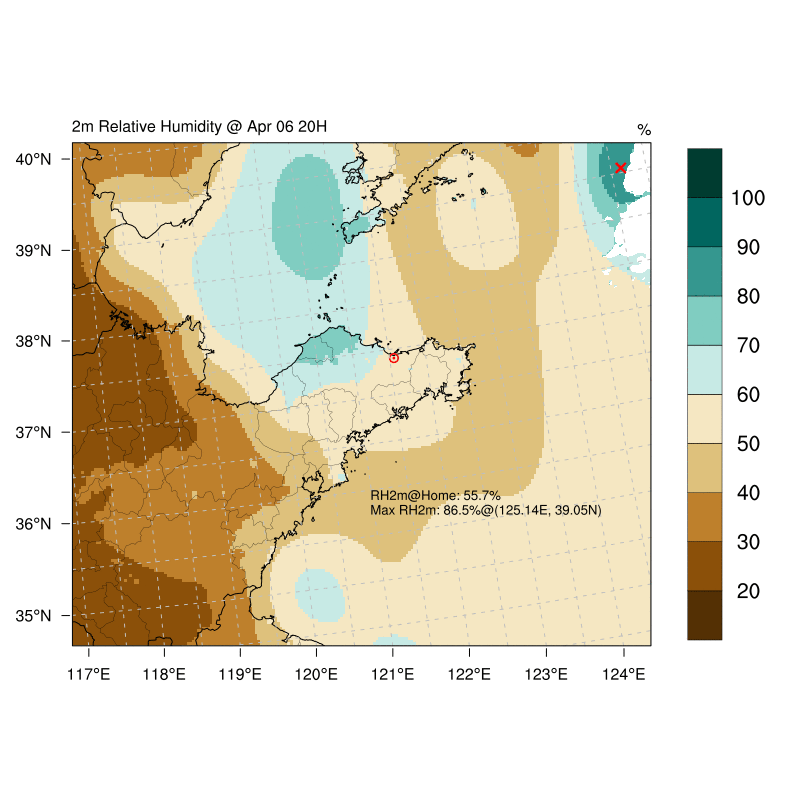 2m Relative Humidity @ Apr 06 20H
%
40°N
39°N
38°N
37°N
36°N
35°N
117°E 118°E 119°E 120°E 121°E 122°E 123°E 124°E
RH2m@Home: 55.7%
Max RH2m: 86.5%@(125.14E, 39.05N)
100
90
80
70
60
50
40
30
20